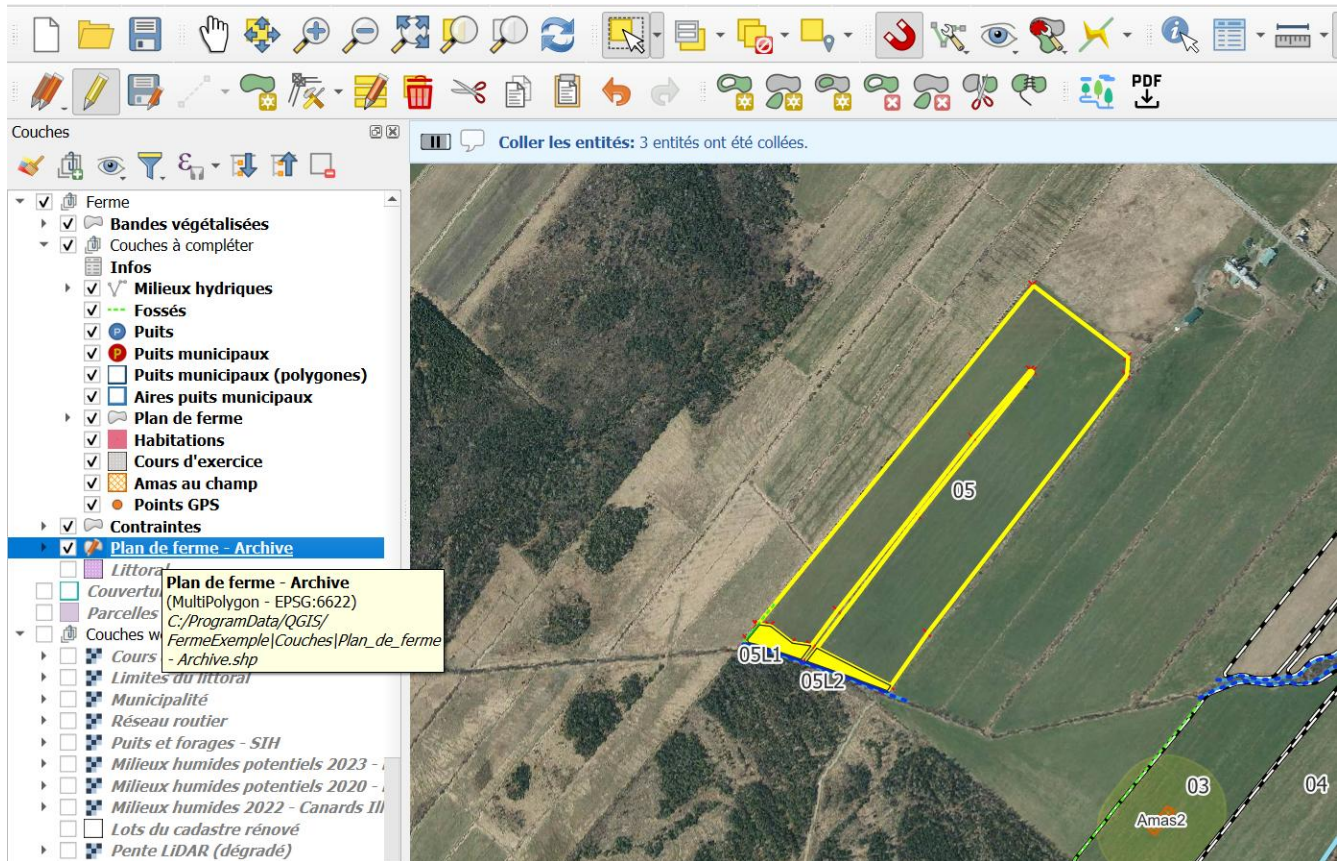 PDF
Couches
Coller les entités: 3 entités ont été collées.
Ferme
Bandes végétalisées
Couches à compléter
Infos
Milieux hydriques
Fossés
Puits
P
Puits municipaux
P
Puits municipaux (polygones)
Aires puits municipaux
Plan de ferme
Habitations
Cours d'exercice
Amas au champ
Points GPS
Contraintes
Plan de ferme - Archive
Littoral
Couvertu
Parcelles
Couches w
Cours
Limites du littoral
Municipalité
Réseau routier
Puits et forages - SIH
Milieux humides potentiels 2023 -
Milieux humides potentiels 2020 -
Milieux humides 2022 - Canards Ill
Lots du cadastre rénové
Pente LiDAR (dégradé)
Plan de ferme - Archive
(MultiPolygon - EPSG:6622)
C:/ProgramData/QGIS/
FermeExemple|Couches|Plan_de_ferme
- Archive.shp
05
05L1
05L2
03
04
Amas2